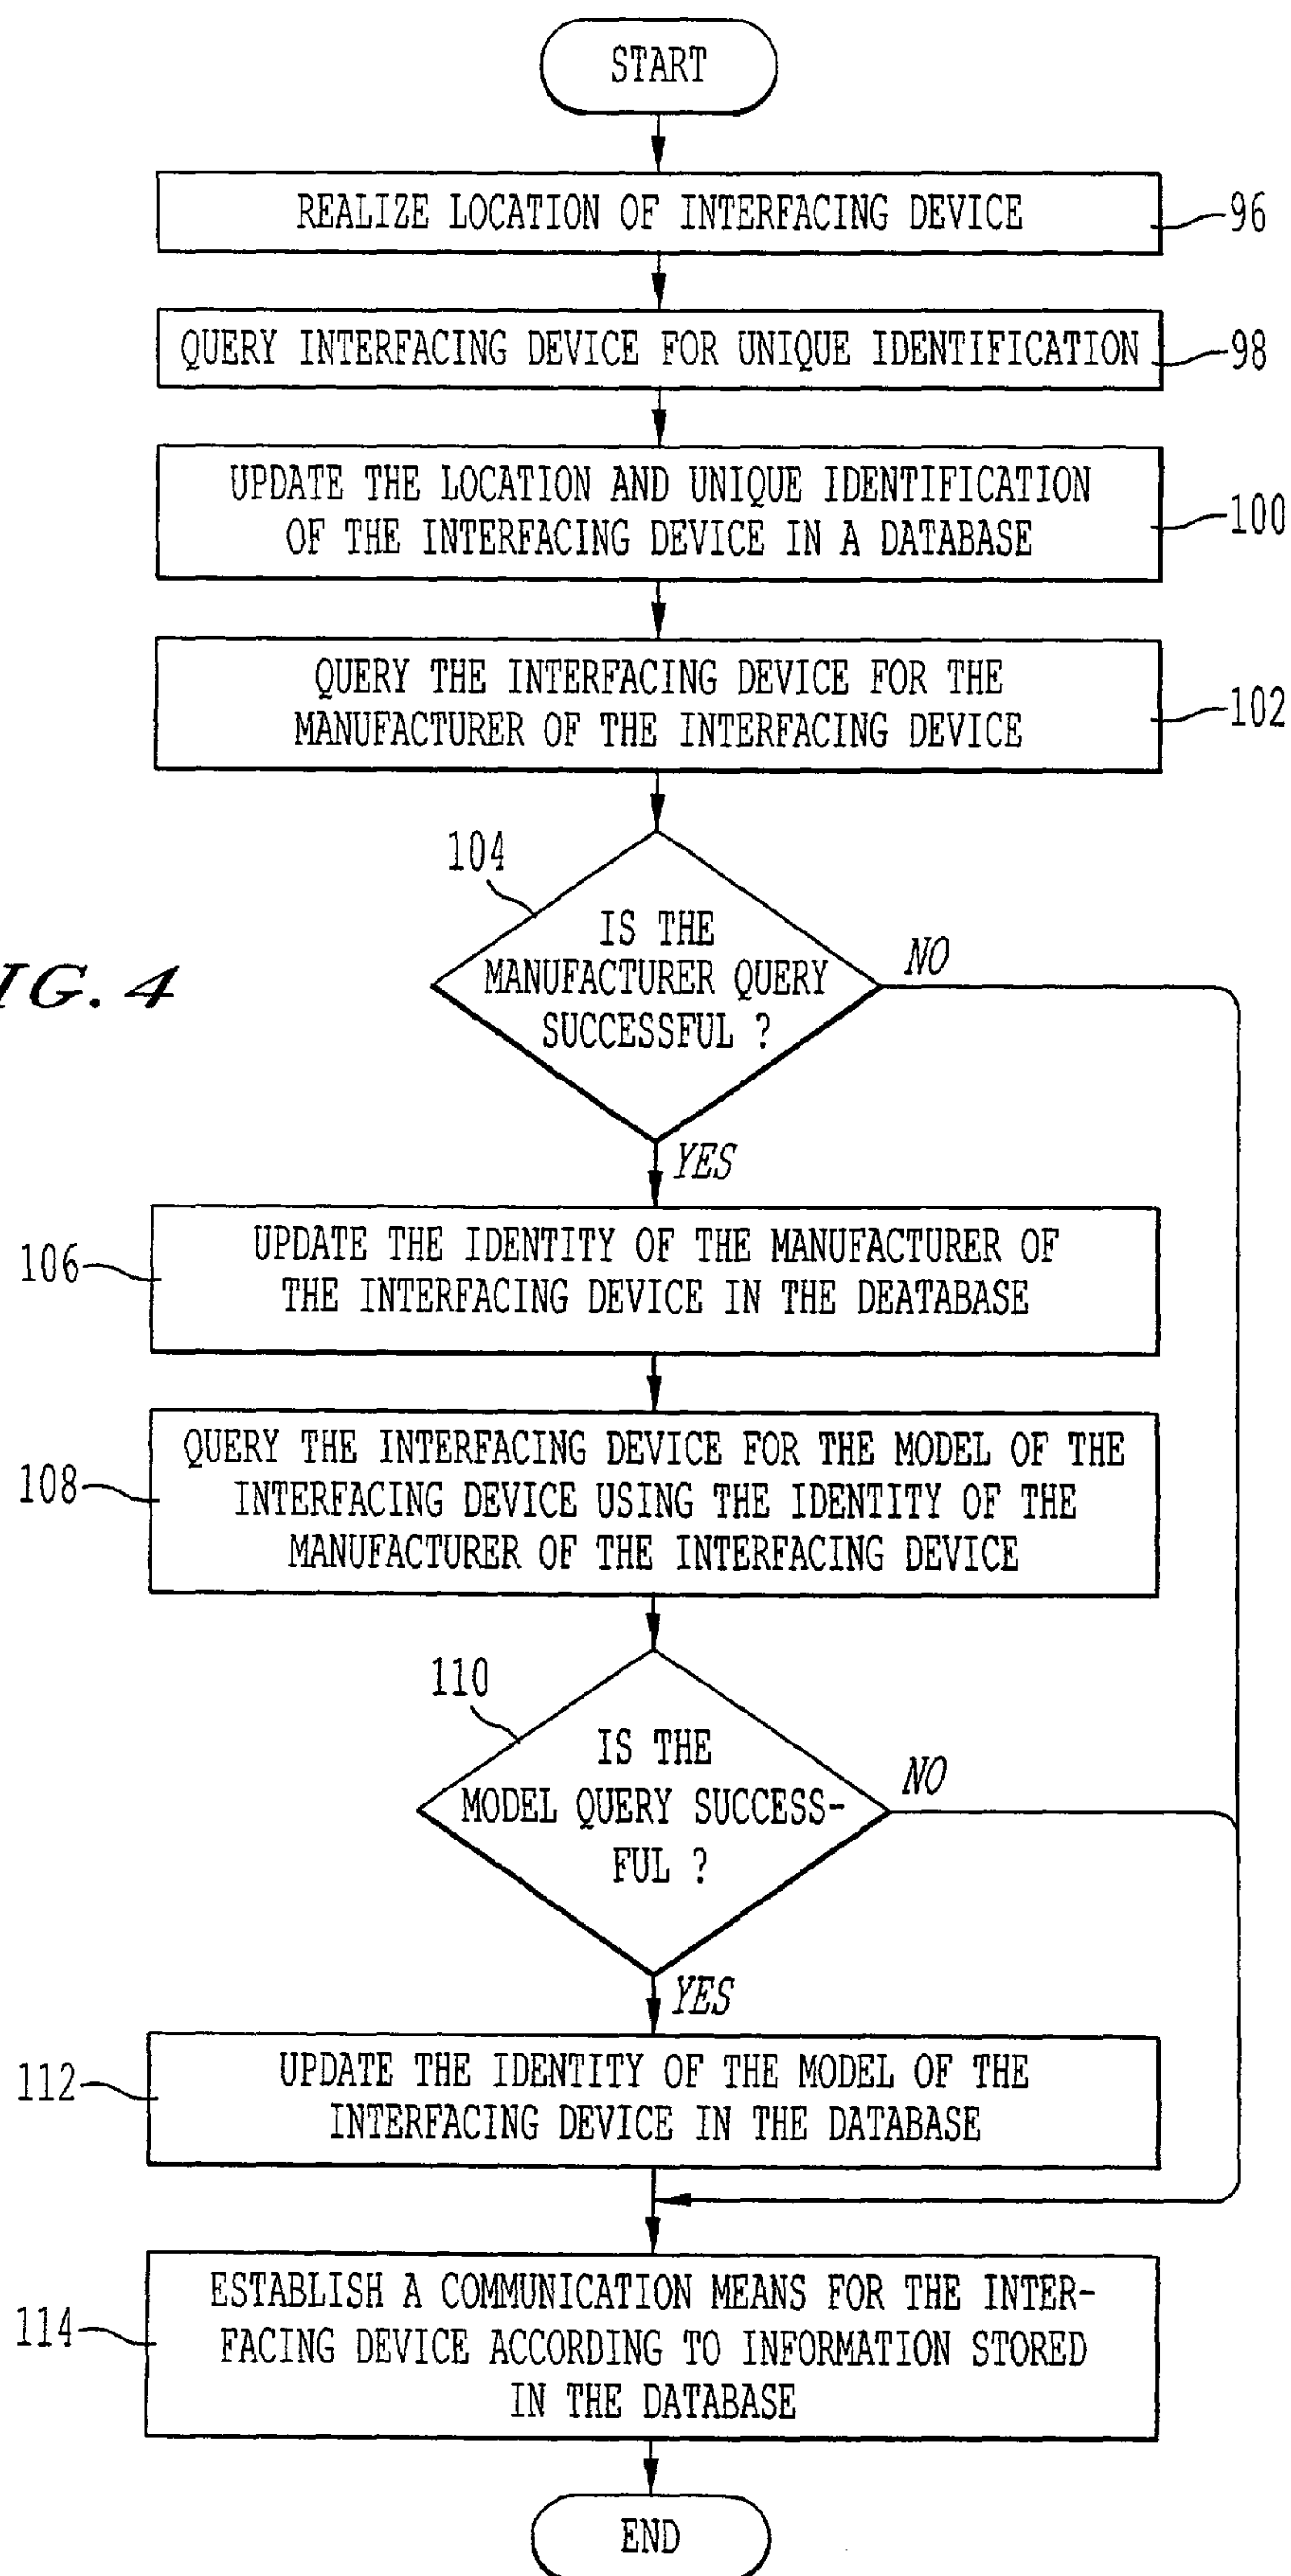 START
REALIZE LOCATION OF INTERFACING DEVICE
96
QUERY INTERFACING DEVICE FOR UNIQUE IDENTIFICATION
98
UPDATE THE LOCATION AND UNIQUE IDENTIFICATION
OF THE INTERFACING DEVICE IN A DATABASE
100
QUERY THE INTERFACING DEVICE FOR THE
MANUFACTURER OF THE INTERFACING DEVICE
102
104
IS THE
MANUFACTURER QUERY
SUCCESSFUL ?
NO
IG. 4
YES
106
UPDATE THE IDENTITY OF THE MANUFACTURER OF
THE INTERFACING DEVICE IN THE DEATABASE
108
QUERY THE INTERFACING DEVICE FOR THE MODEL OF THE
INTERFACING DEVICE USING THE IDENTITY OF THE
MANUFACTURER OF THE INTERFACING DEVICE
110
IS THE
MODEL QUERY SUCCESS-
FUL ?
NO
YES
112
UPDATE THE IDENTITY OF THE MODEL OF THE
INTERFACING DEVICE IN THE DATABASE
114
ESTABLISH A COMMUNICATION MEANS FOR THE INTER-
FACING DEVICE ACCORDING TO INFORMATION STORED
IN THE DATABASE
END